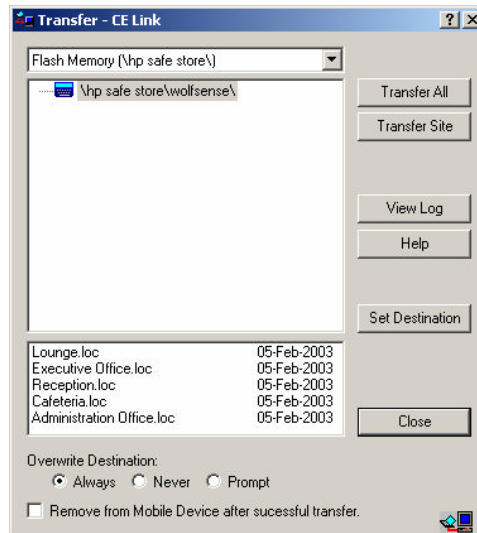 Transfer - CE Link
Flash Memory (\hp safe store\)
\hp safe store\wolfsense\
Transfer All
Transfer Site
View Log
Help
Set Destination
Lounge.loc 05-Feb-2003
Executive Office.loc 05-Feb-2003
Reception.loc 05-Feb-2003
Cafeteria.loc 05-Feb-2003
Administration Office.loc 05-Feb-2003
Close
Overwrite Destination:
Always Never Prompt
Remove from Mobile Device after sucessful transfer.